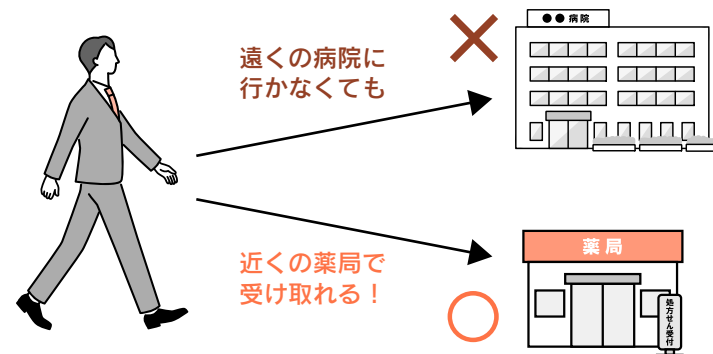 ●● 病院
遠くの病院に
行かなくても
近くの薬局で
受け取れる！
薬局
処方せん受付